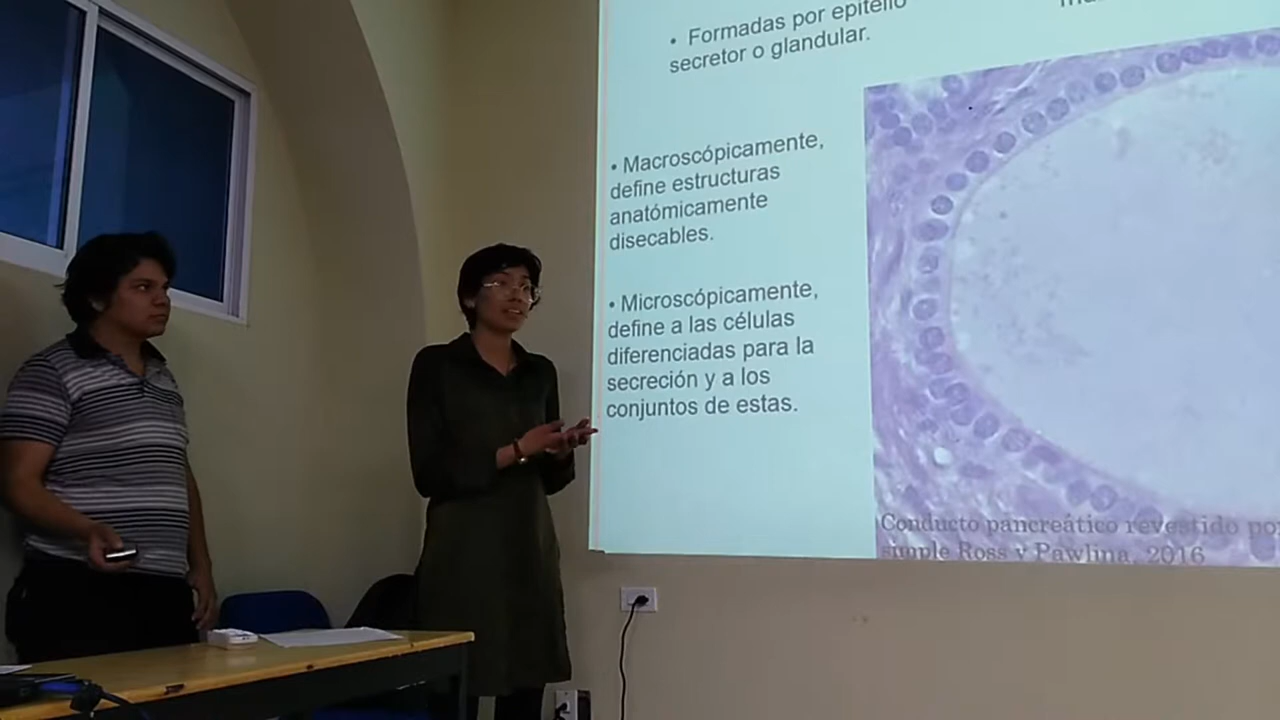 • Formadas por epitelio
secretor o glandular.
• Macroscópicamente,
define estructuras
anatómicamente
disecables.
• Microscópicamente,
define a las células
diferenciadas para la
secreción y a los
conjuntos de estas.
Conducto pancreático revestido por
simple Ross y Pawlina, 2016